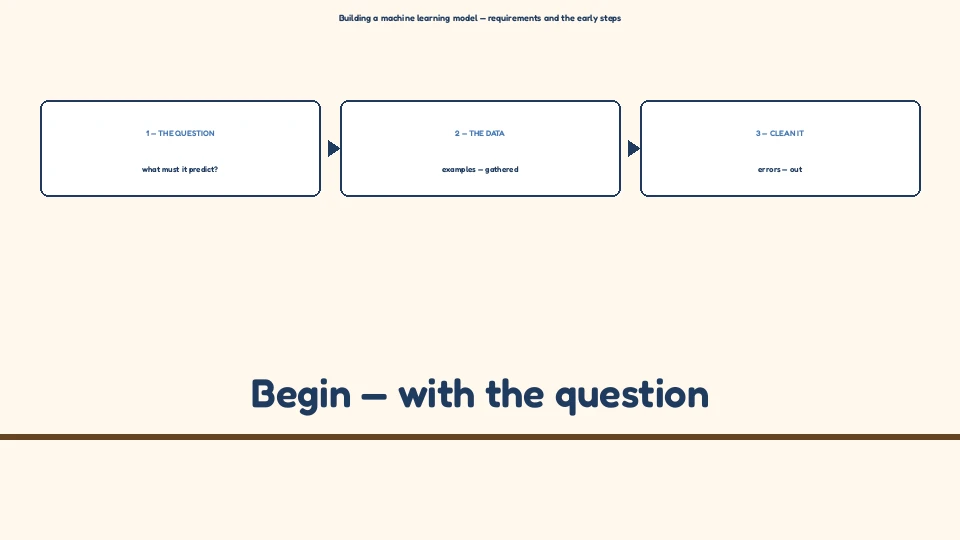 Building a machine learning model — requirements and the early steps
1 — THE QUESTION
what must it predict?
2 — THE DATA
examples — gathered
3 — CLEAN IT
errors — out
Begin — with the question